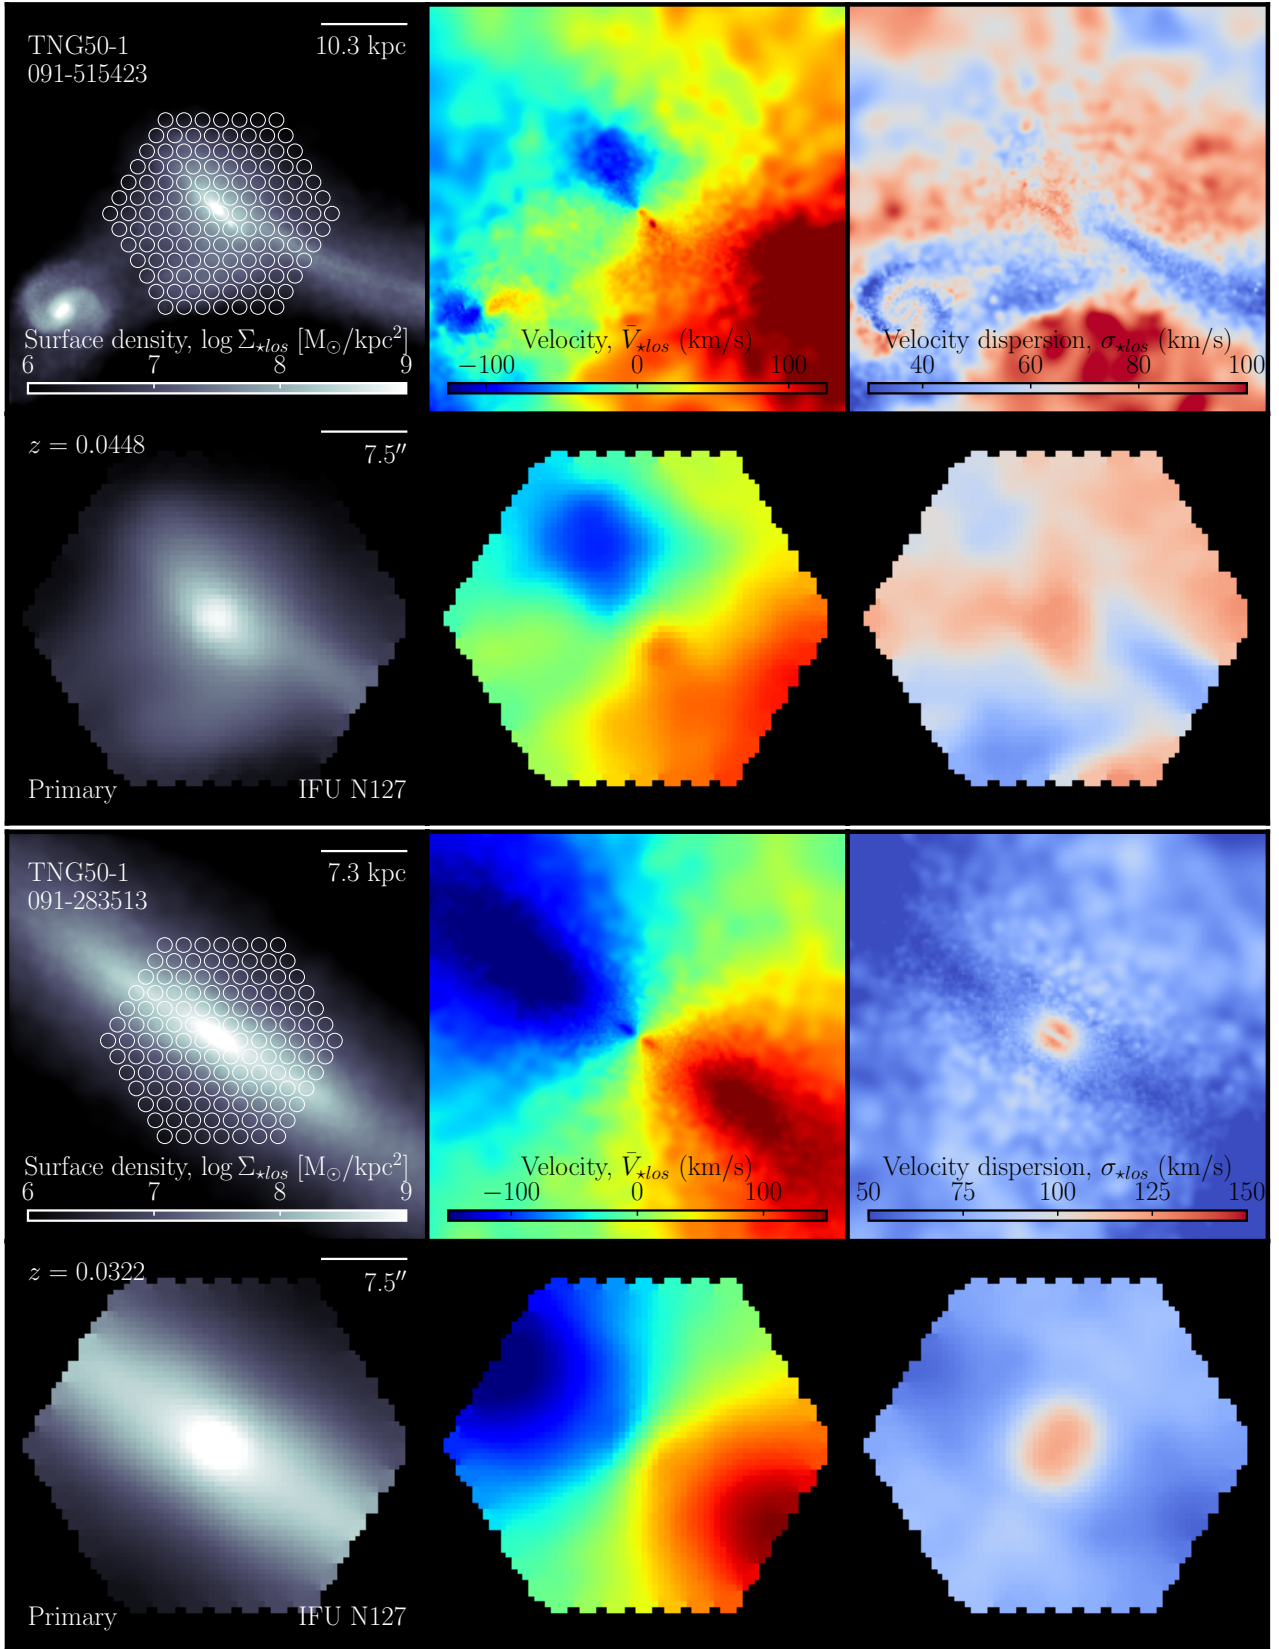 TNG50-1
10.3 kpc
091-515423
Surface density, log Σ⋆los [M⊙/kpc²]
6 7 8 9
Velocity, V̄⋆los (km/s)
−100 0 100
Velocity dispersion, σ⋆los (km/s)
40 60 80 100
z = 0.0448
7.5″
Primary
IFU N127
TNG50-1
7.3 kpc
091-283513
Surface density, log Σ⋆los [M⊙/kpc²]
6 7 8 9
Velocity, V̄⋆los (km/s)
−100 0 100
Velocity dispersion, σ⋆los (km/s)
50 75 100 125 150
z = 0.0322
7.5″
Primary
IFU N127